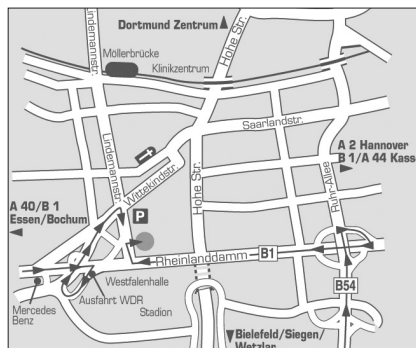 Dortmund Zentrum
Lindemannstr.
Möllerbrücke
Klinikzentrum
Hohe Str.
Saarlandstr.
A 2 Hannover
B 1/A 44 Kasse
Lindemannstr.
Wittekindstr.
Hohe Str.
Ruhr-Allee
A 40/B 1
Essen/Bochum
P
Rheinlanddamm
B1
Westfalenhalle
B54
Ausfahrt WDR
Stadion
Mercedes
Benz
Bielefeld/Siegen/
Wetzlar